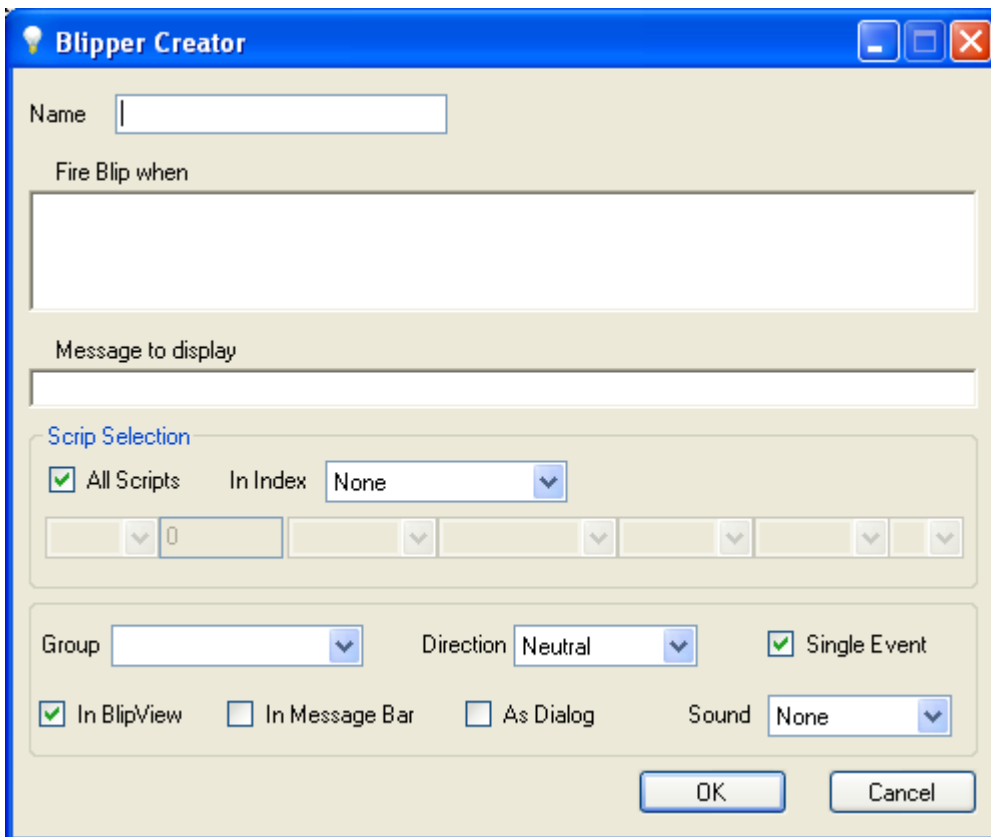 Blipper Creator
Name
Fire Blip when
Message to display
Scrip Selection
All Scripts In Index None
0
Group Direction Neutral Single Event
In BlipView In Message Bar As Dialog Sound None
OK Cancel